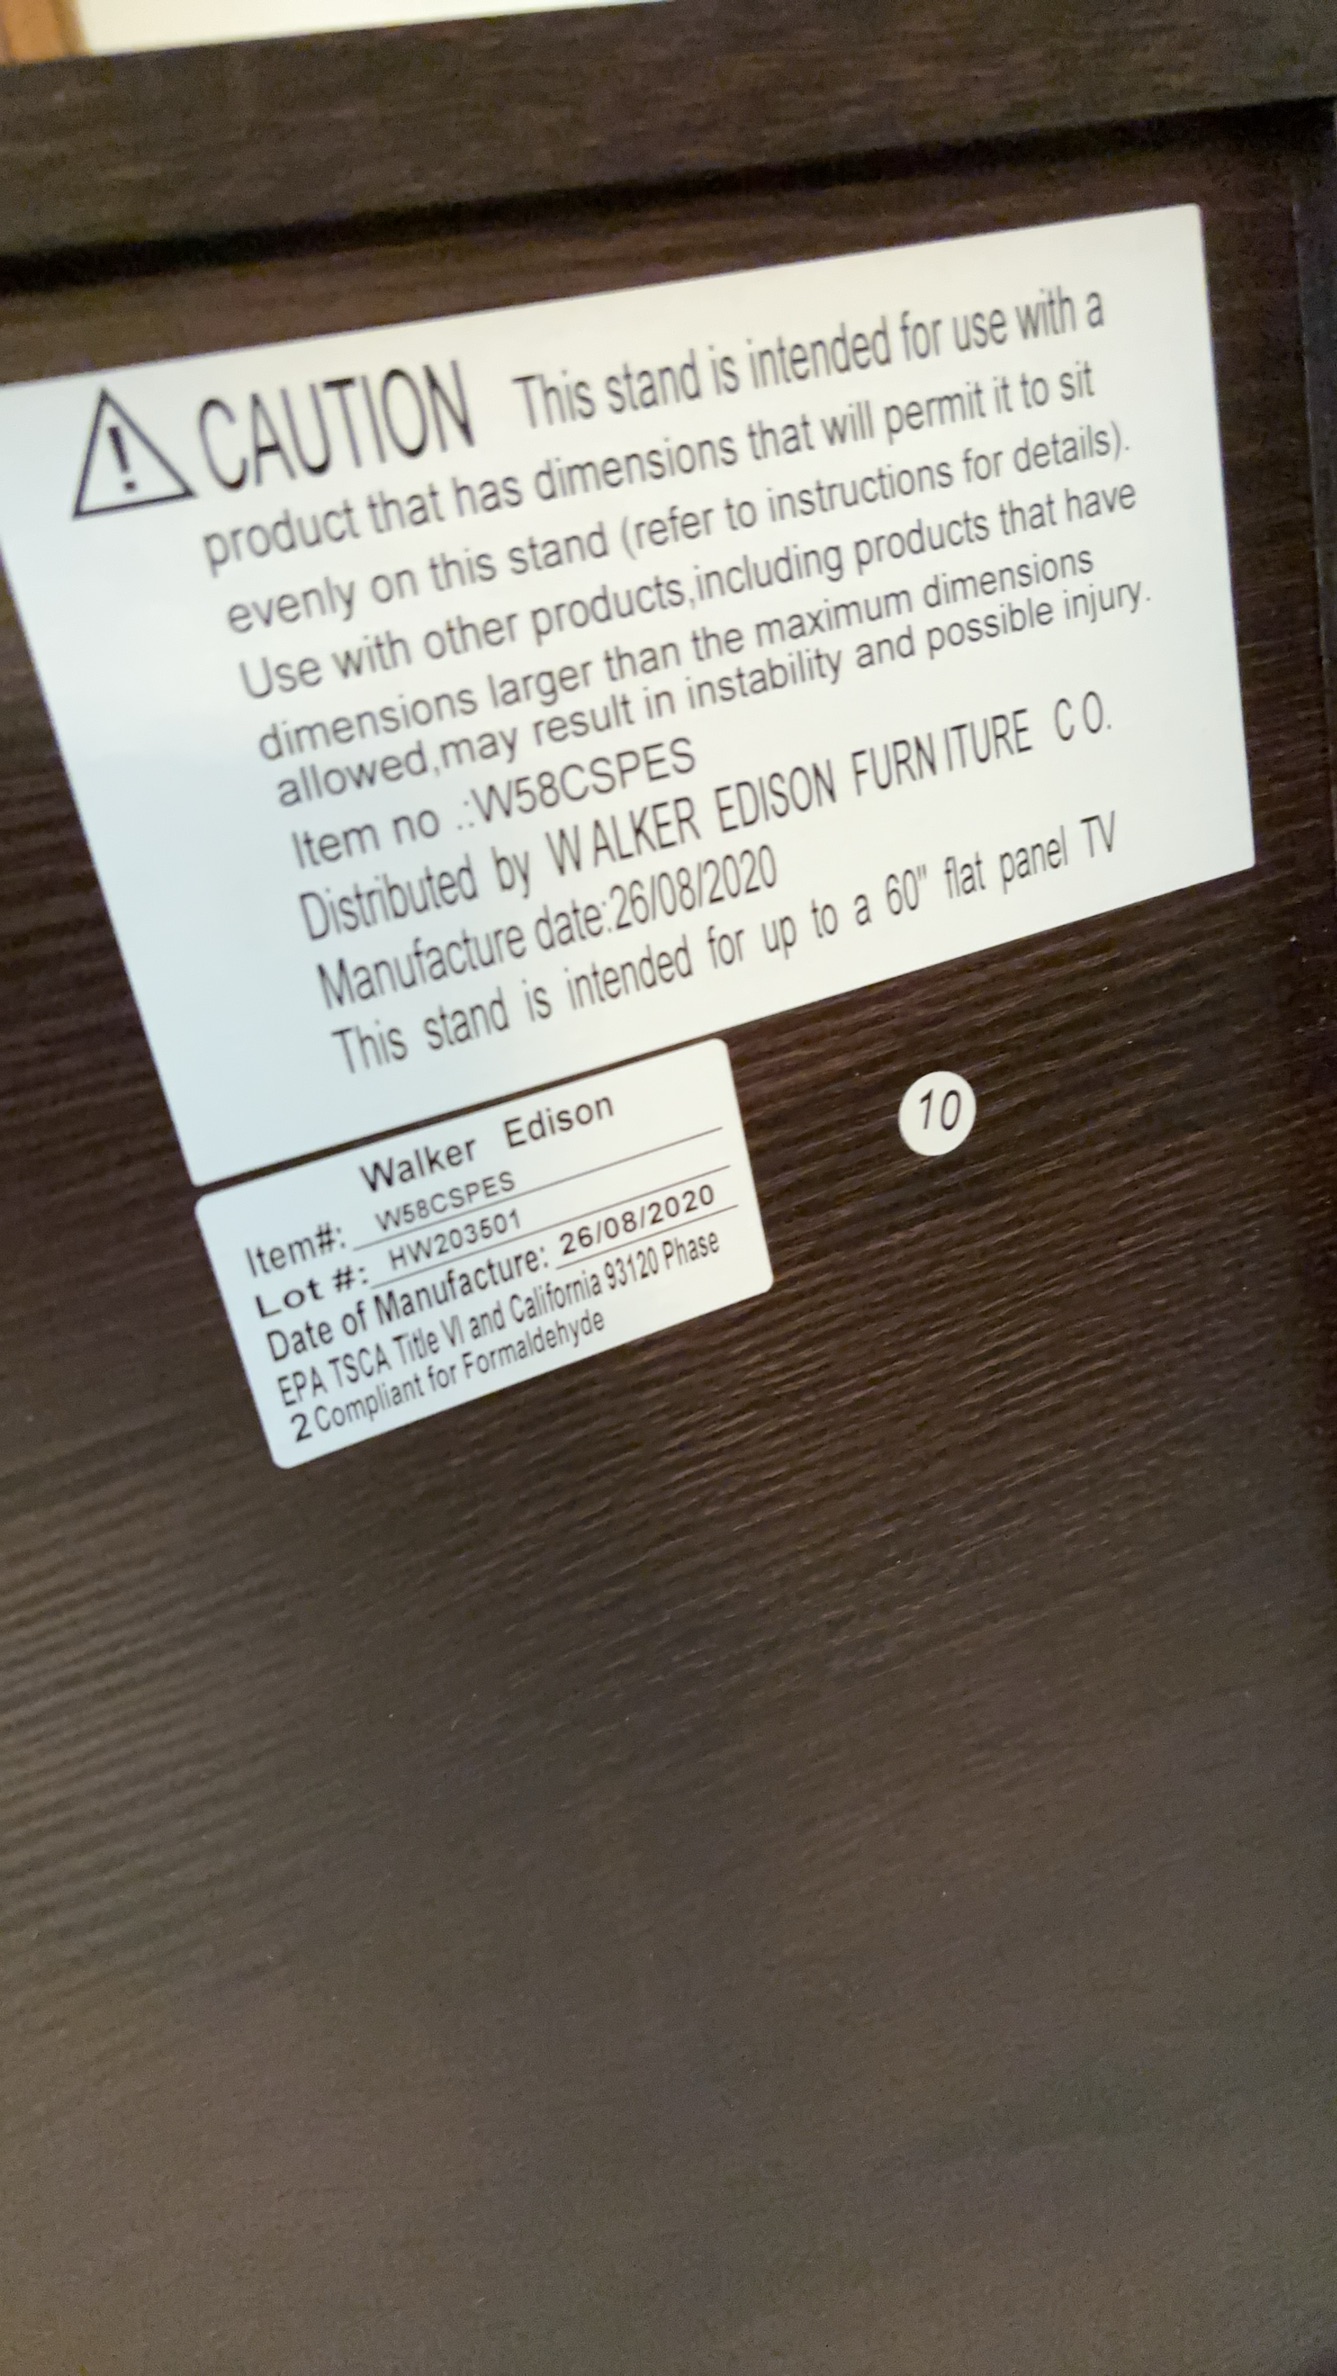 CAUTION This stand is intended for use with a
product that has dimensions that will permit it to sit
evenly on this stand (refer to instructions for details).
Use with other products,including products that have
dimensions larger than the maximum dimensions
allowed,may result in instability and possible injury.
Item no .:W58CSPES
Distributed by WALKER EDISON FURNITURE CO.
Manufacture date:26/08/2020
This stand is intended for up to a 60" flat panel TV
10
Walker Edison
Item#: W58CSPES
Lot #: HW203501
Date of Manufacture: 26/08/2020
EPA TSCA Title VI and California 93120 Phase
2 Compliant for Formaldehyde